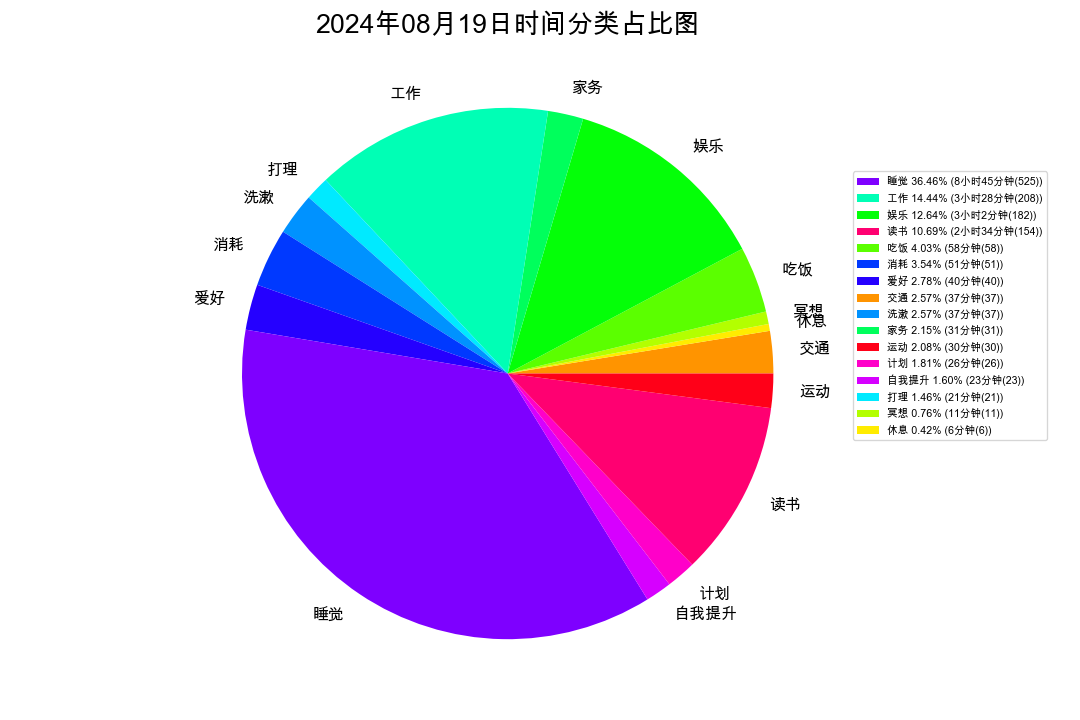 2024年08月19日时间分类占比图
家务
工作
娱乐
打理
洗漱
消耗
吃饭
爱好
冥想
休息
交通
运动
读书
计划
自我提升
睡觉
睡觉 36.46% (8小时45分钟(525))
工作 14.44% (3小时28分钟(208))
娱乐 12.64% (3小时2分钟(182))
读书 10.69% (2小时34分钟(154))
吃饭 4.03% (58分钟(58))
消耗 3.54% (51分钟(51))
爱好 2.78% (40分钟(40))
交通 2.57% (37分钟(37))
洗漱 2.57% (37分钟(37))
家务 2.15% (31分钟(31))
运动 2.08% (30分钟(30))
计划 1.81% (26分钟(26))
自我提升 1.60% (23分钟(23))
打理 1.46% (21分钟(21))
冥想 0.76% (11分钟(11))
休息 0.42% (6分钟(6))